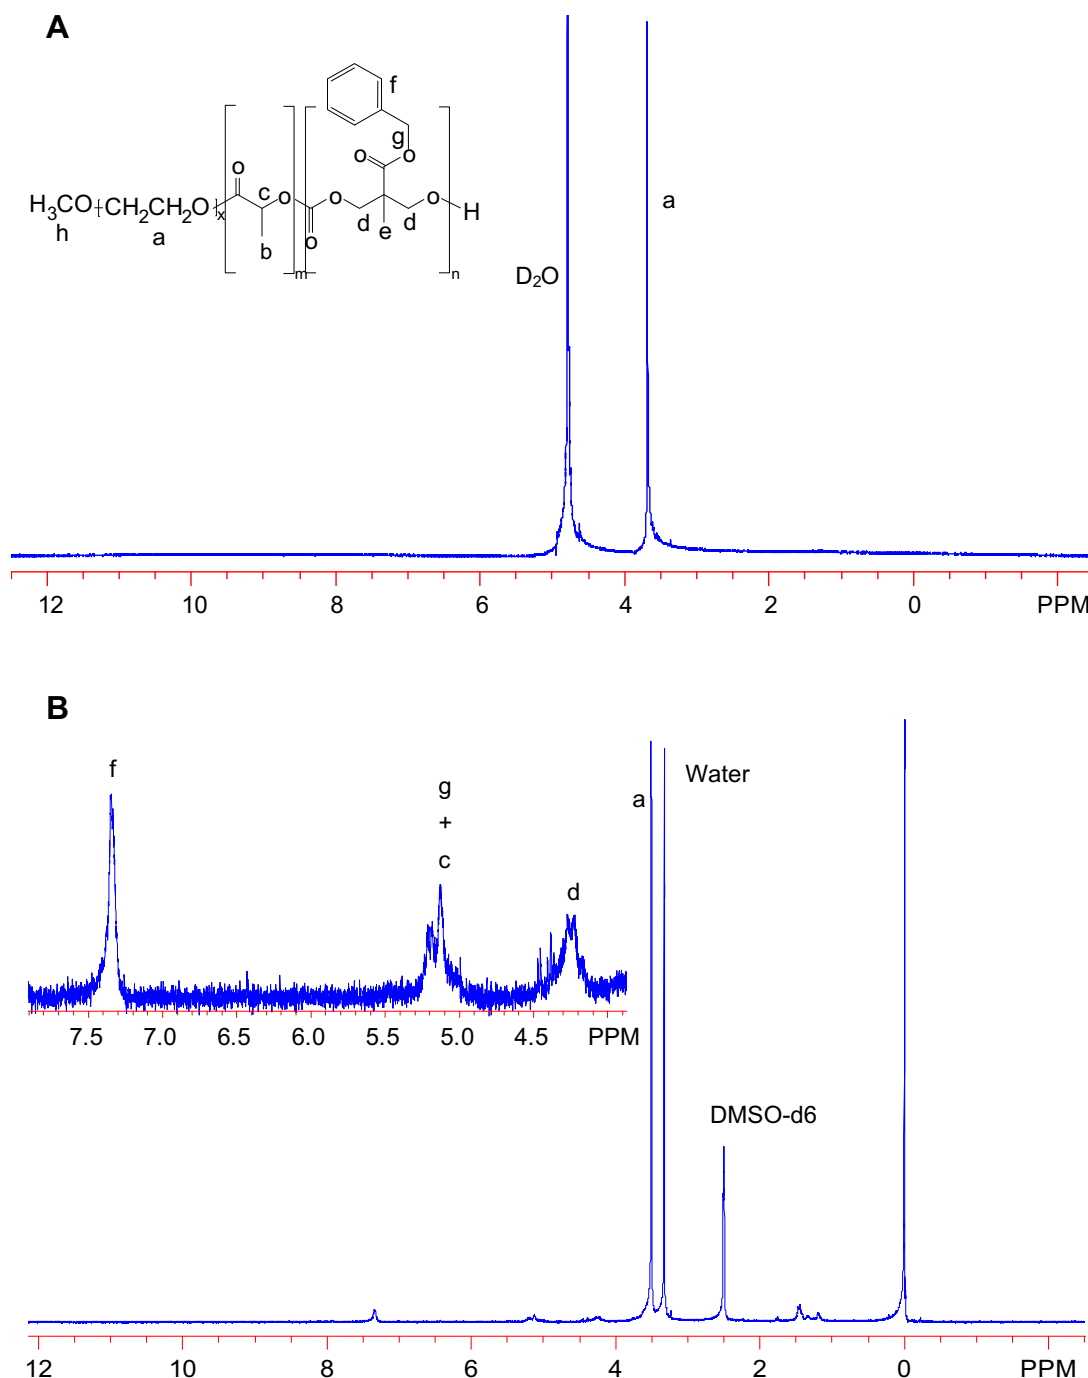 A
f
g
o
o
o
c
o
o
o
H
H₃CO
CH₂CH₂O
x
h
a
b
o
d
e
d
m
n
a
D₂O
12
10
8
6
4
2
0
PPM
B
f
g
+
c
d
a
Water
7.5
7.0
6.5
6.0
5.5
5.0
4.5
PPM
DMSO-d6
12
10
8
6
4
2
0
PPM